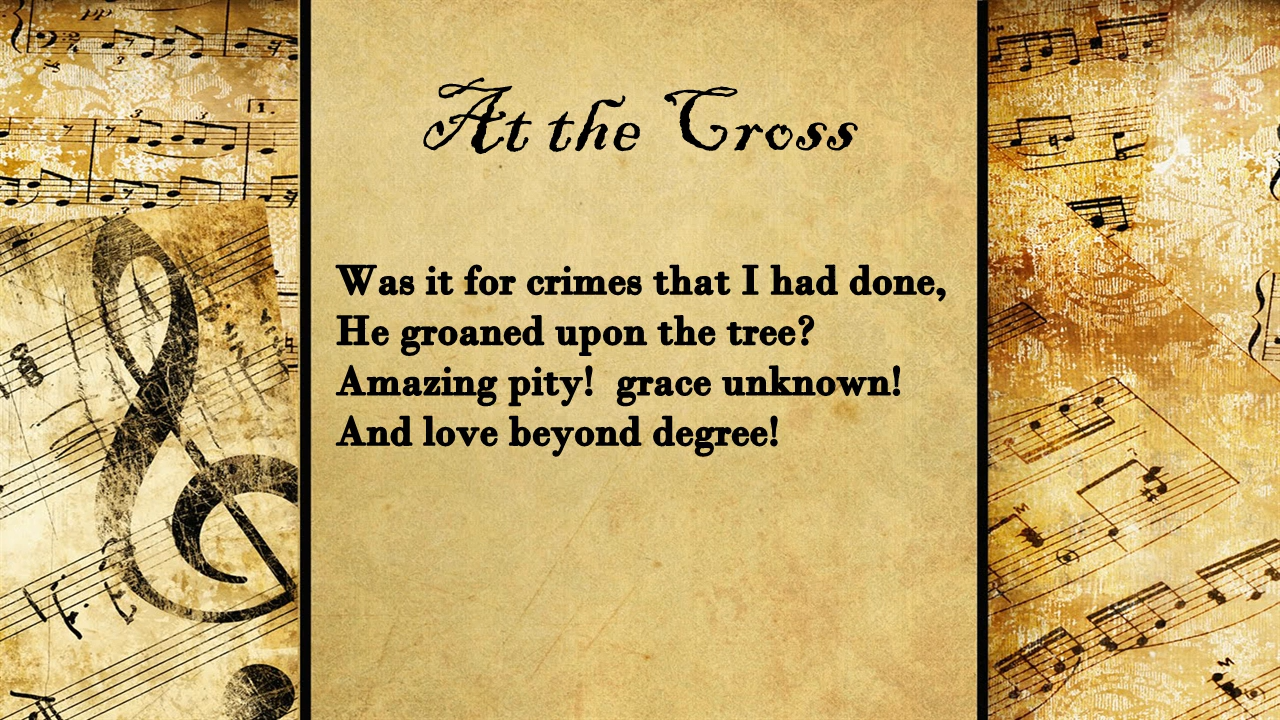 At the Cross
Was it for crimes that I had done,
He groaned upon the tree?
Amazing pity!  grace unknown!
And love beyond degree!